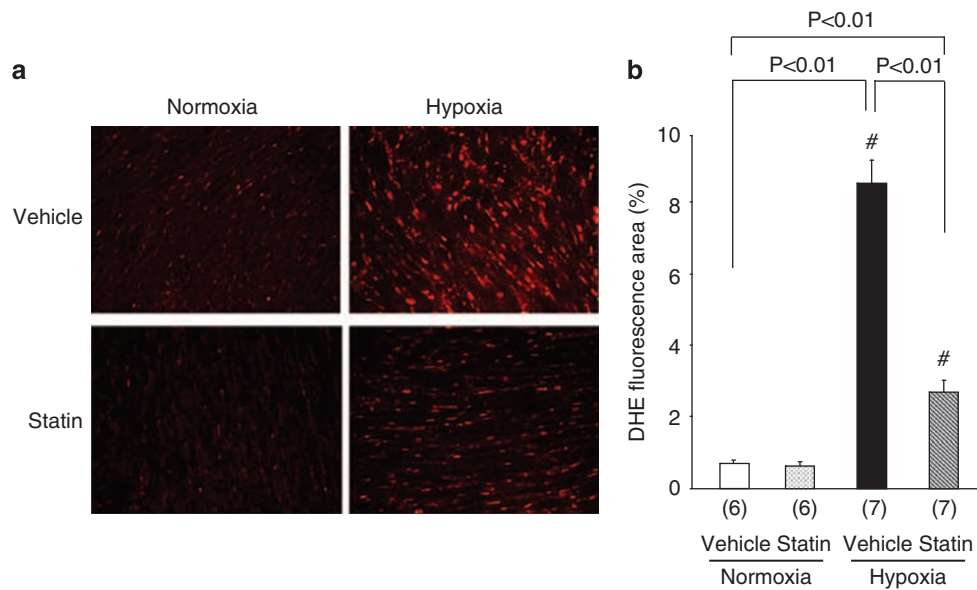 a
Normoxia Hypoxia
Vehicle
Statin
b
P<0.01
P<0.01 P<0.01
DHE fluorescence area (%)
10
8
6
4
2
0
#
#
(6) (6) (7) (7)
Vehicle Statin Vehicle Statin
Normoxia Hypoxia